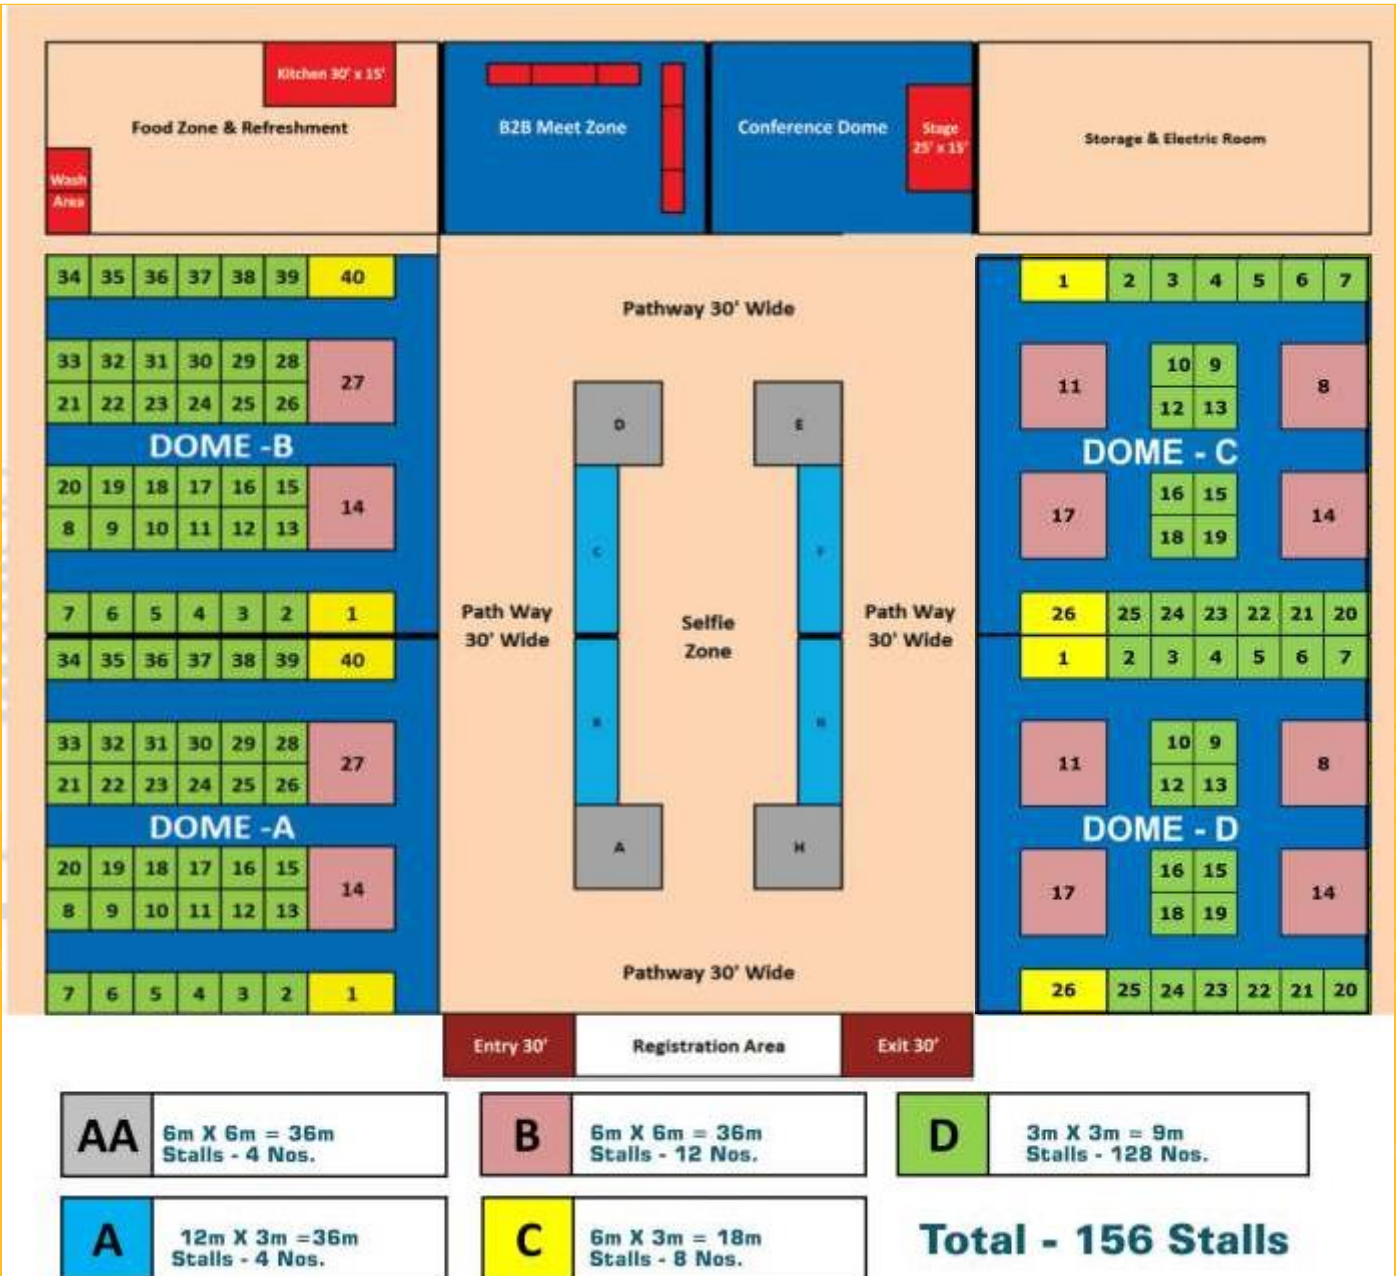 Kitchen 30' x 15'
Food Zone & Refreshment
Wash
Area
B2B Meet Zone
Conference Dome
Stage
25' x 15'
Storage & Electric Room
34 35 36 37 38 39 40
33 32 31 30 29 28 27
21 22 23 24 25 26
DOME -B
20 19 18 17 16 15 14
8 9 10 11 12 13
7 6 5 4 3 2 1
34 35 36 37 38 39 40
33 32 31 30 29 28 27
21 22 23 24 25 26
DOME -A
20 19 18 17 16 15 14
8 9 10 11 12 13
7 6 5 4 3 2 1
Pathway 30' Wide
D E
C F
Path Way
30' Wide
Selfie
Zone
Path Way
30' Wide
B
A H
Pathway 30' Wide
1 2 3 4 5 6 7
11 10 9 8
12 13
DOME - C
17 16 15 14
18 19
26 25 24 23 22 21 20
1 2 3 4 5 6 7
11 10 9 8
12 13
DOME - D
17 16 15 14
18 19
26 25 24 23 22 21 20
Entry 30'
Registration Area
Exit 30'
AA
6m X 6m = 36m
Stalls - 4 Nos.
B
6m X 6m = 36m
Stalls - 12 Nos.
D
3m X 3m = 9m
Stalls - 128 Nos.
A
12m X 3m =36m
Stalls - 4 Nos.
C
6m X 3m = 18m
Stalls - 8 Nos.
Total - 156 Stalls